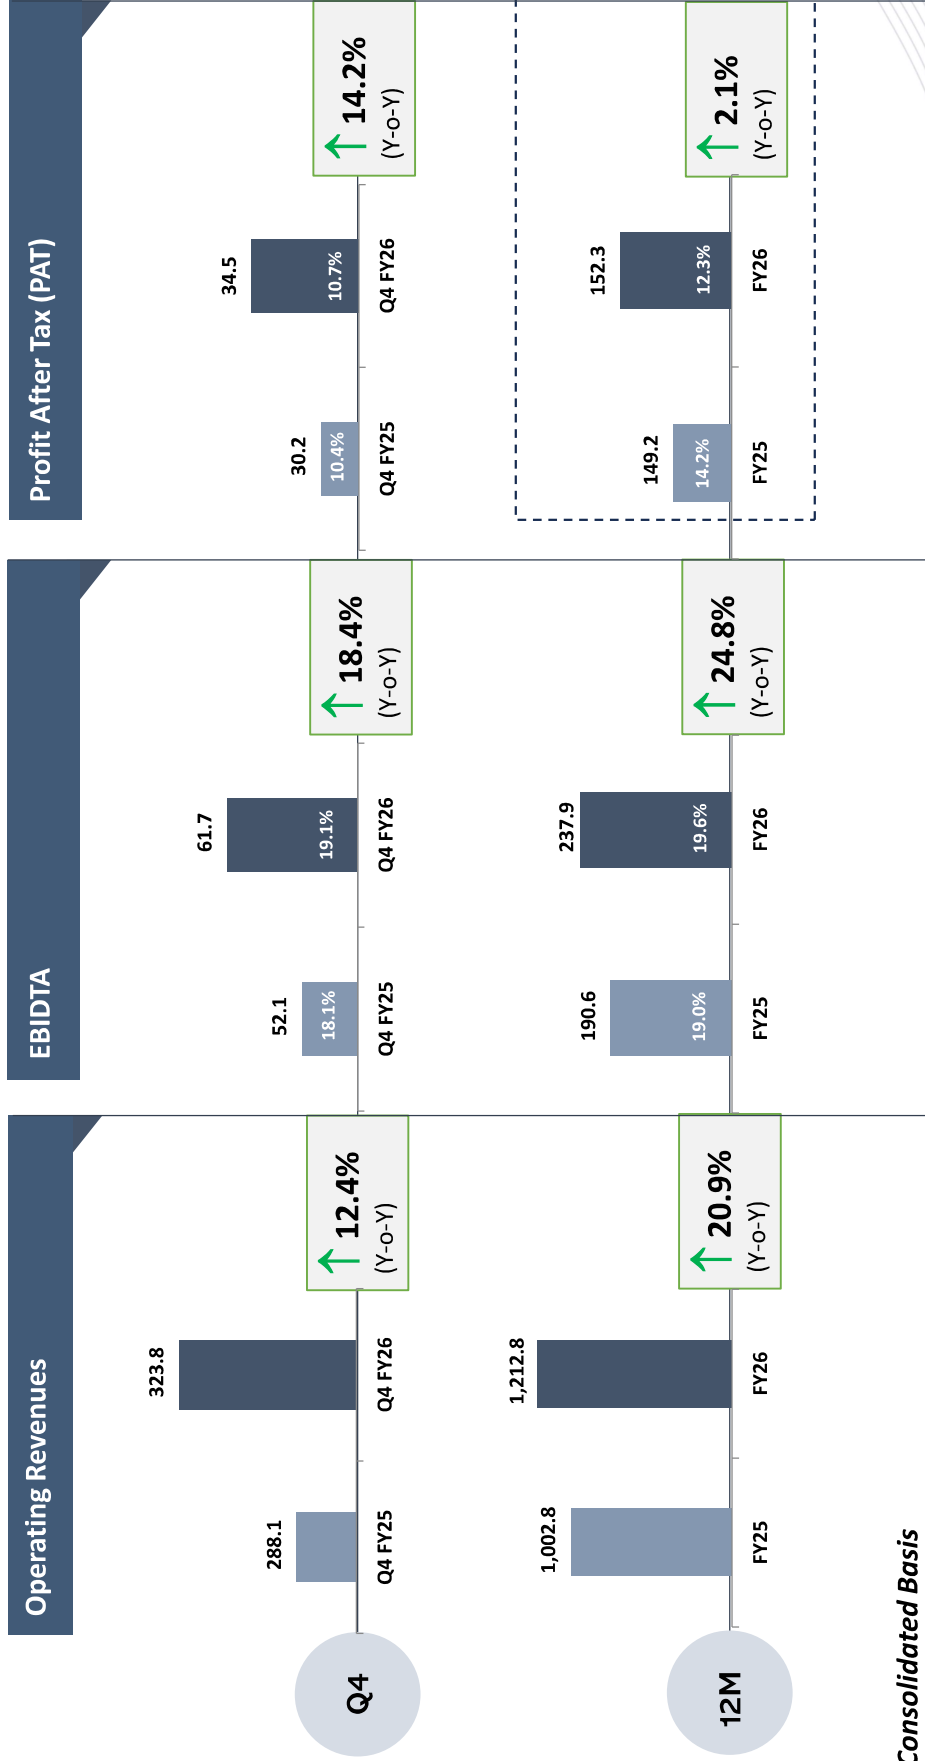 Operating Revenues
EBIDTA
Profit After Tax (PAT)
Q4
288.1
Q4 FY25
323.8
Q4 FY26
12.4%
(Y-o-Y)
52.1
18.1%
Q4 FY25
61.7
19.1%
Q4 FY26
18.4%
(Y-o-Y)
30.2
10.4%
Q4 FY25
34.5
10.7%
Q4 FY26
14.2%
(Y-o-Y)
12M
1,002.8
FY25
1,212.8
FY26
20.9%
(Y-o-Y)
190.6
19.0%
FY25
237.9
19.6%
FY26
24.8%
(Y-o-Y)
149.2
14.2%
FY25
152.3
12.3%
FY26
2.1%
(Y-o-Y)
Consolidated Basis